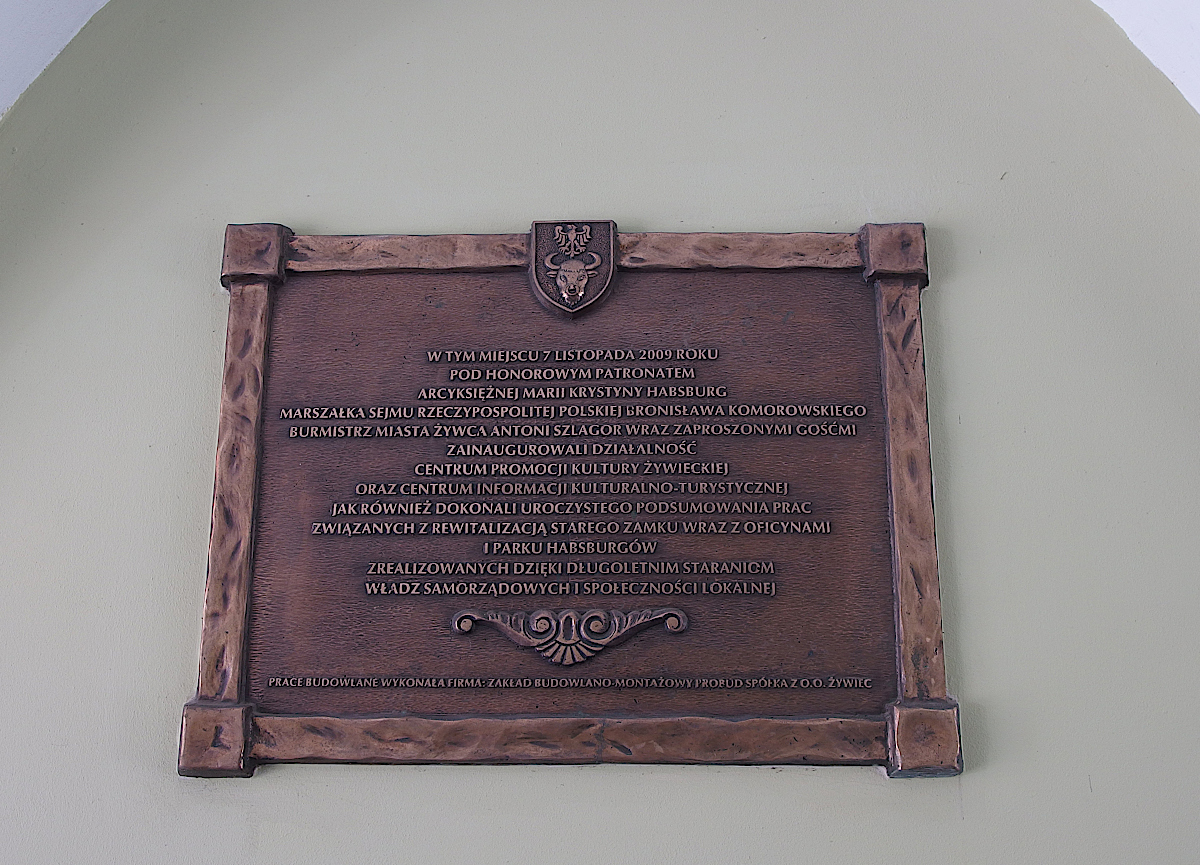 W TYM MIEJSCU 7 LISTOPADA 2009 ROKU
POD HONOROWYM PATRONATEM
ARCYKSIĘŻNEJ MARII KRYSTYNY HABSBURG
MARSZAŁKA SEJMU RZECZYPOSPOLITEJ POLSKIEJ BRONISŁAWA KOMOROWSKIEGO
BURMISTRZ MIASTA ŻYWCA ANTONI SZLAGOR WRAZ ZAPROSZONYMI GOŚĆMI
ZAINAUGUROWALI DZIAŁALNOŚĆ
CENTRUM PROMOCJI KULTURY ŻYWIECKIEJ
ORAZ CENTRUM INFORMACJI KULTURALNO-TURYSTYCZNEJ
JAK RÓWNIEŻ DOKONALI UROCZYSTEGO PODSUMOWANIA PRAC
ZWIĄZANYCH Z REWITALIZACJĄ STAREGO ZAMKU WRAZ Z OFICYNAMI
I PARKU HABSBURGÓW
ZREALIZOWANYCH DZIĘKI DŁUGOLETNIM STARANIOM
WŁADZ SAMORZĄDOWYCH I SPOŁECZNOŚCI LOKALNEJ
PRACE BUDOWLANE WYKONAŁA FIRMA: ZAKŁAD BUDOWLANO-MONTAŻOWY PROBUD SPÓŁKA Z O.O. ŻYWIEC